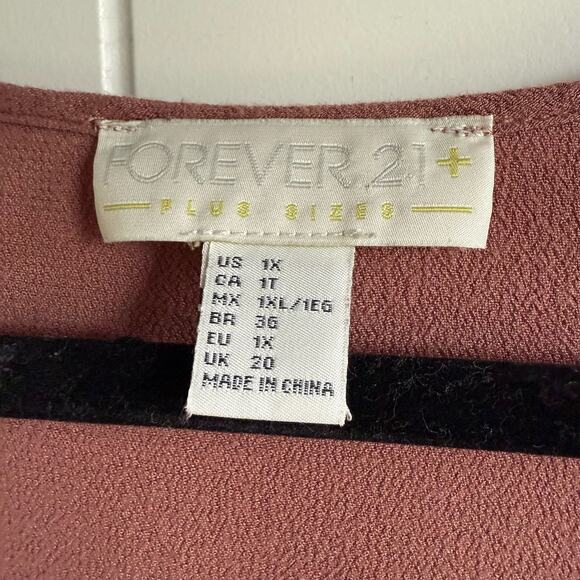 FOREVER 21 +
PLUS SIZES
US 1X
CA 1T
MX 1XL/1EG
BR 36
EU 1X
UK 20
MADE IN CHINA